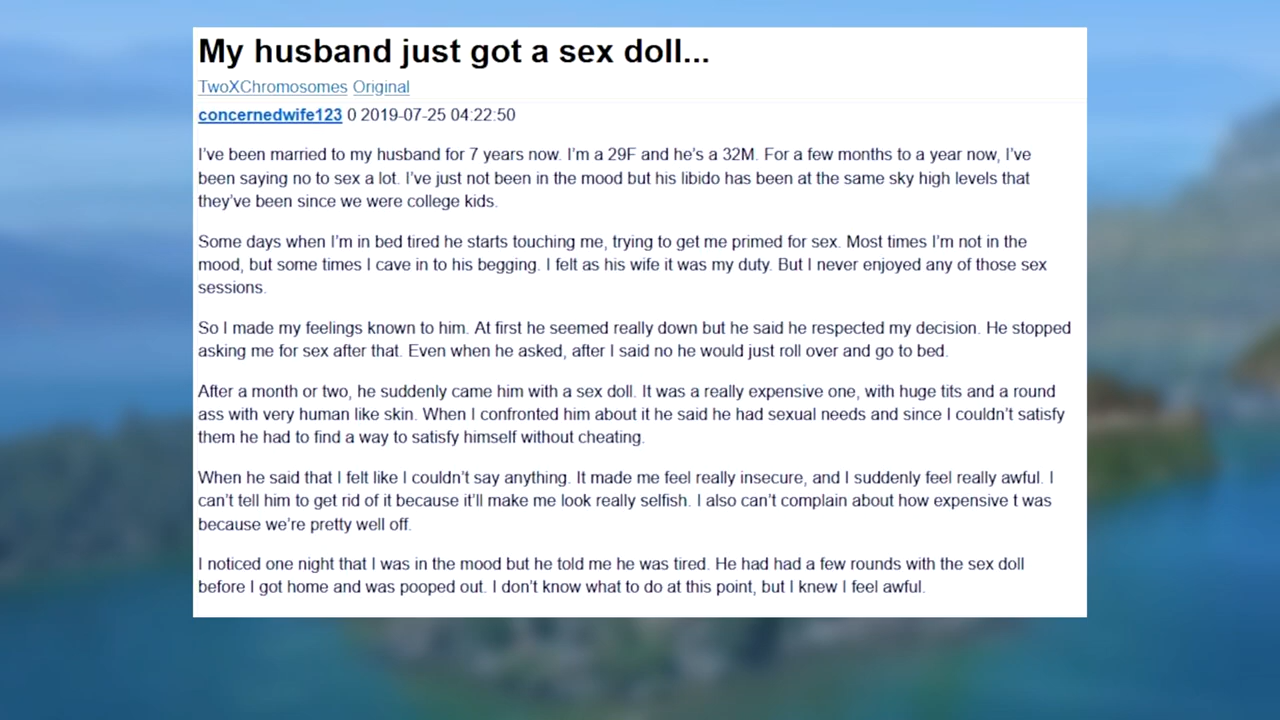 My husband just got a sex doll...
TwoXChromosomes Original
concernedwife123 0 2019-07-25 04:22:50
I've been married to my husband for 7 years now. I'm a 29F and he's a 32M. For a few months to a year now, I've
been saying no to sex a lot. I've just not been in the mood but his libido has been at the same sky high levels that
they've been since we were college kids.
Some days when I'm in bed tired he starts touching me, trying to get me primed for sex. Most times I'm not in the
mood, but some times I cave in to his begging. I felt as his wife it was my duty. But I never enjoyed any of those sex
sessions.
So I made my feelings known to him. At first he seemed really down but he said he respected my decision. He stopped
asking me for sex after that. Even when he asked, after I said no he would just roll over and go to bed.
After a month or two, he suddenly came him with a sex doll. It was a really expensive one, with huge tits and a round
ass with very human like skin. When I confronted him about it he said he had sexual needs and since I couldn't satisfy
them he had to find a way to satisfy himself without cheating.
When he said that I felt like I couldn't say anything. It made me feel really insecure, and I suddenly feel really awful. I
can't tell him to get rid of it because it'll make me look really selfish. I also can't complain about how expensive t was
because we're pretty well off.
I noticed one night that I was in the mood but he told me he was tired. He had had a few rounds with the sex doll
before I got home and was pooped out. I don't know what to do at this point, but I knew I feel awful.